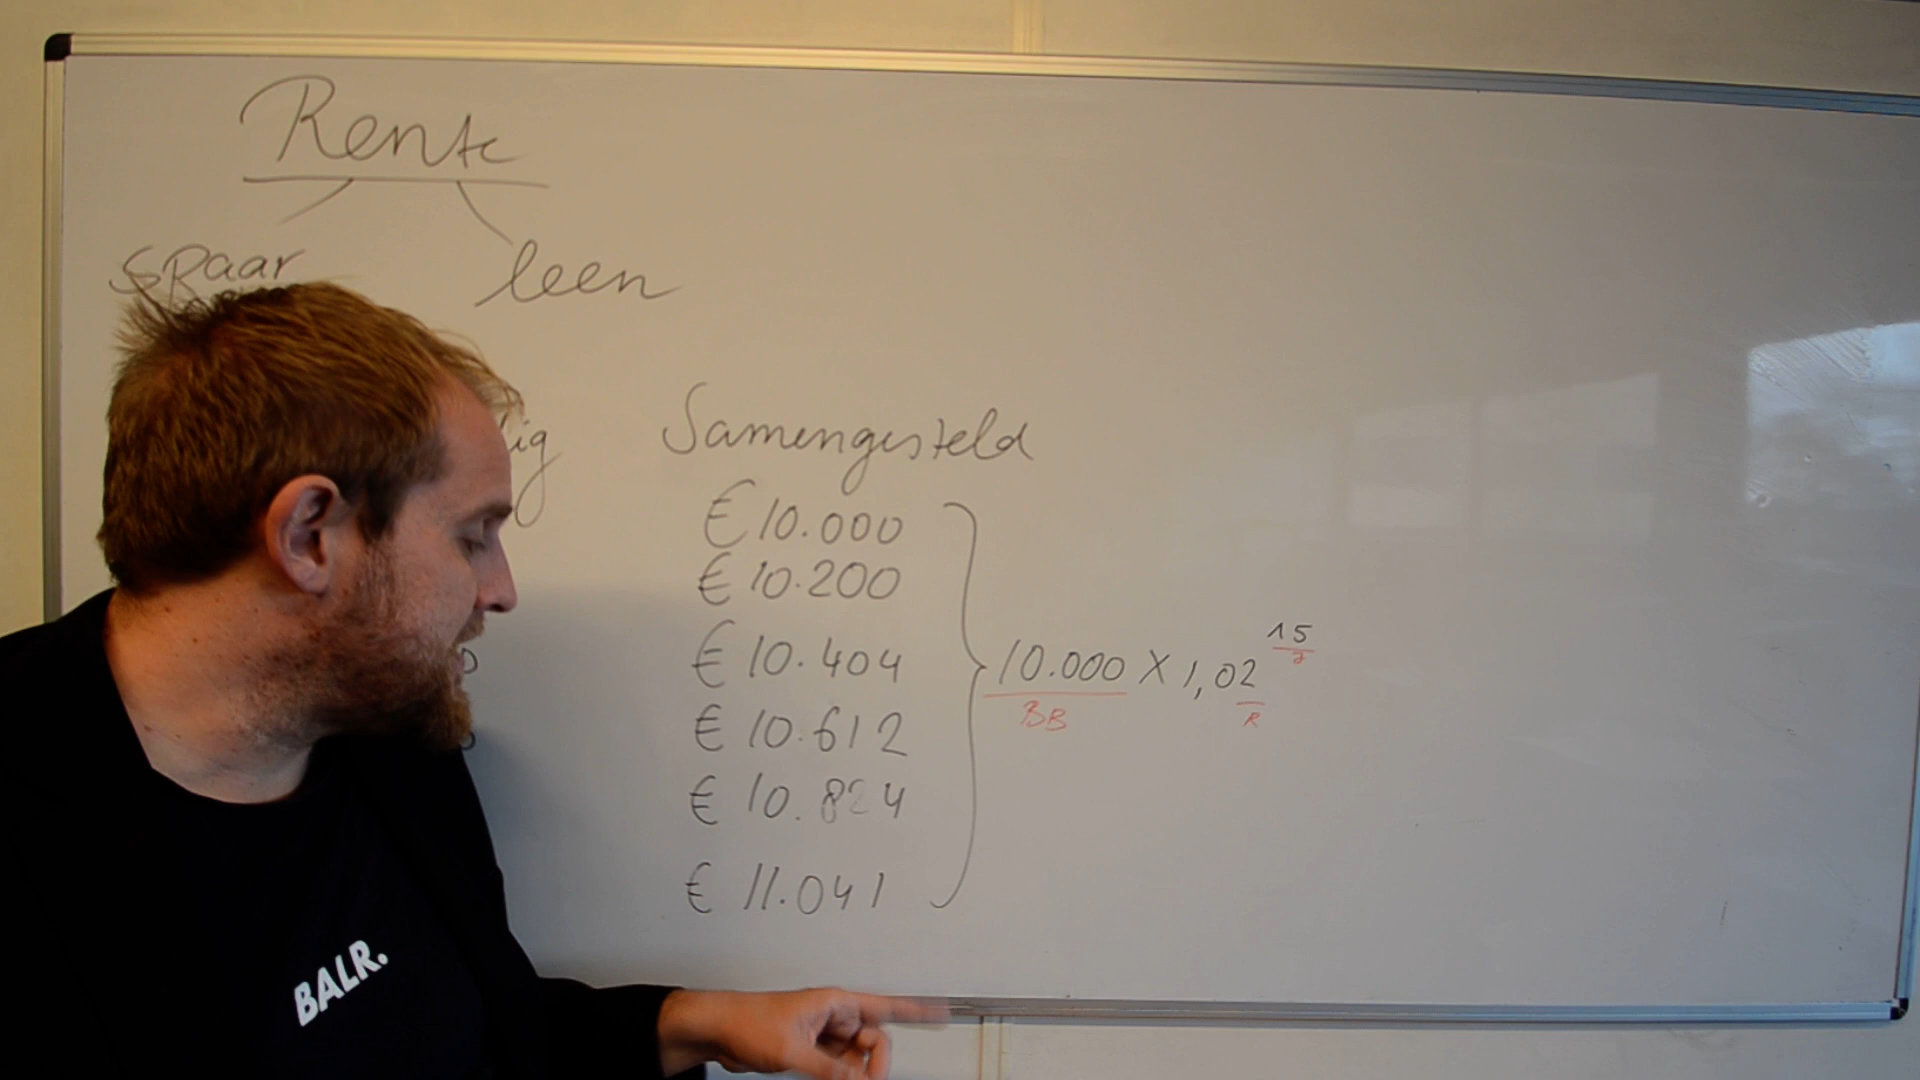 Rente
spaar leen
ig Samengesteld
€ 10.000
€ 10.200
€ 10.404
€ 10.612
€ 10.824
€ 11.041
10.000 X 1,02 15
BB R J
BALR.